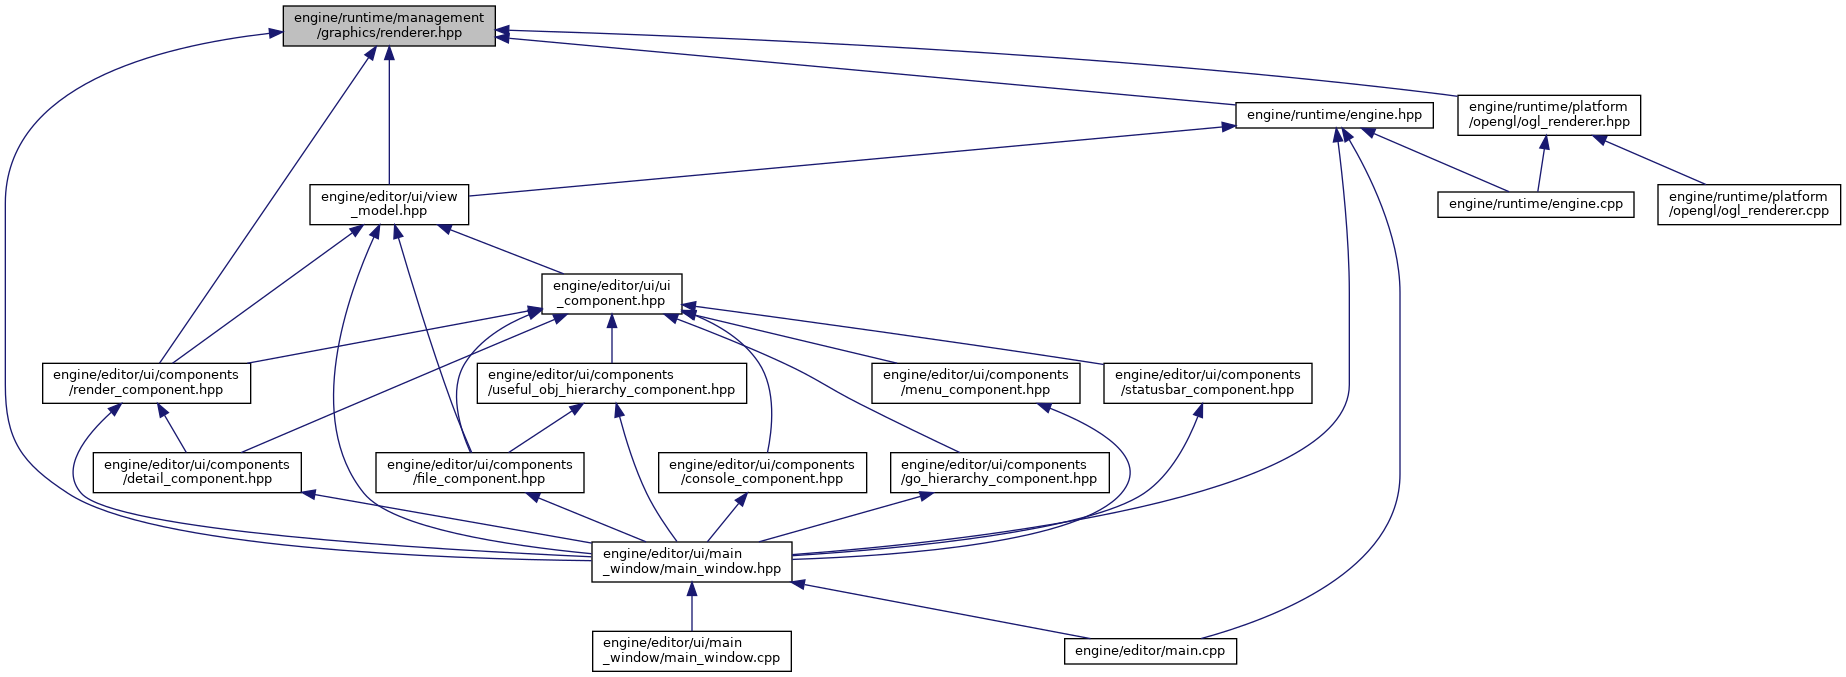 engine/runtime/management
/graphics/renderer.hpp
engine/runtime/engine.hpp
engine/runtime/platform
/opengl/ogl_renderer.hpp
engine/editor/ui/view
_model.hpp
engine/runtime/engine.cpp
engine/runtime/platform
/opengl/ogl_renderer.cpp
engine/editor/ui/ui
_component.hpp
engine/editor/ui/components
/render_component.hpp
engine/editor/ui/components
/useful_obj_hierarchy_component.hpp
engine/editor/ui/components
/menu_component.hpp
engine/editor/ui/components
/statusbar_component.hpp
engine/editor/ui/components
/detail_component.hpp
engine/editor/ui/components
/file_component.hpp
engine/editor/ui/components
/console_component.hpp
engine/editor/ui/components
/go_hierarchy_component.hpp
engine/editor/ui/main
_window/main_window.hpp
engine/editor/ui/main
_window/main_window.cpp
engine/editor/main.cpp